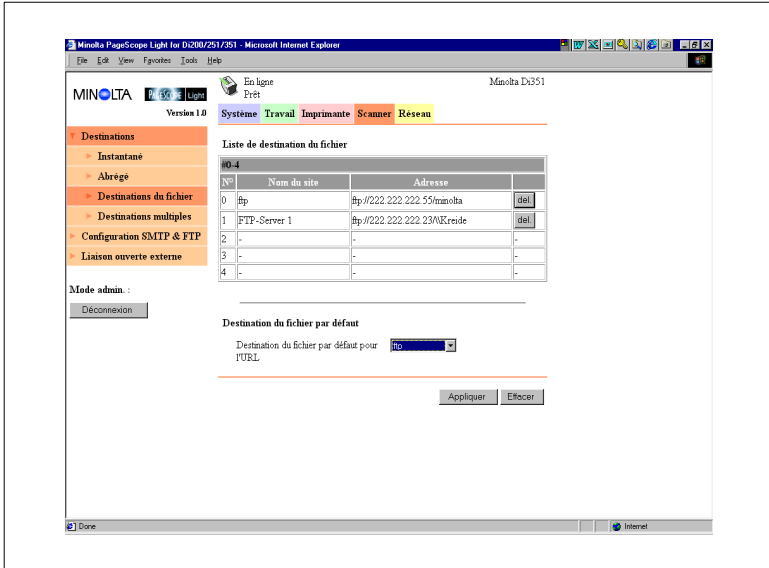 Minolta PageScope Light for Di200/251/351 - Microsoft Internet Explorer
File Edit View Favorites Tools Help
MINOLTA PAGESCOPE Light
Version 1.0
En ligne
Prêt
Minolta Di351
Système Travail Imprimante Scanner Réseau
Destinations
Instantané
Abrégé
Destinations du fichier
Destinations multiples
Configuration SMTP & FTP
Liaison ouverte externe
Mode admin. :
Déconnexion
Liste de destination du fichier
#0-4
Nº Nom du site Adresse
0 ftp ftp://222.222.222.55/minolta del.
1 FTP-Server 1 ftp://222.222.222.23/\\Kreide del.
2 - - -
3 - - -
4 - - -
Destination du fichier par défaut
Destination du fichier par défaut pour ftp
l'URL
Appliquer Effacer
Done Internet